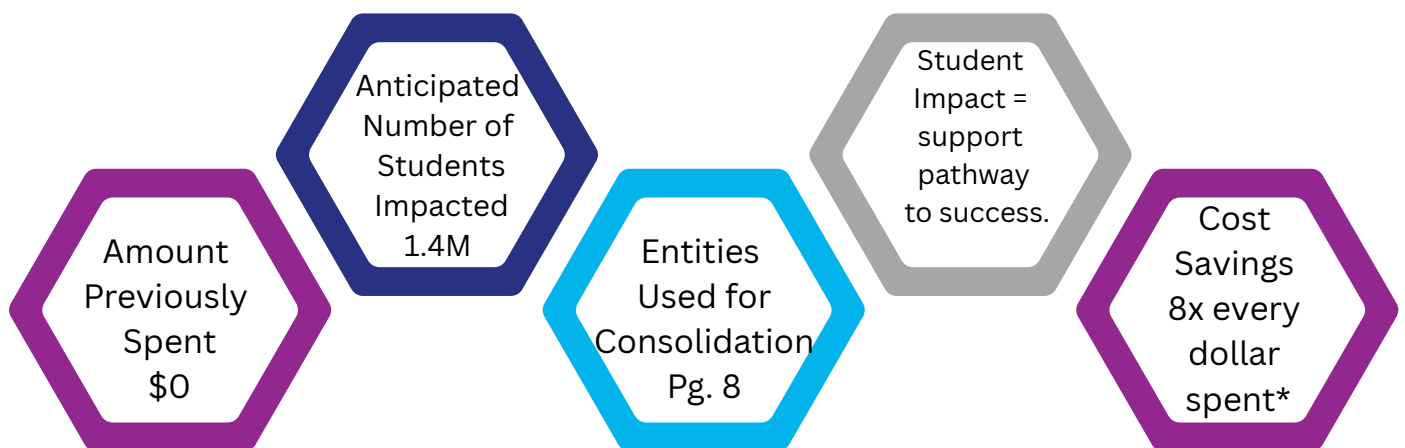 Amount
Previously
Spent
$0
Anticipated
Number of
Students
Impacted
1.4M
Entities
Used for
Consolidation
Pg. 8
Student
Impact =
support
pathway
to success.
Cost
Savings
8x every
dollar
spent*